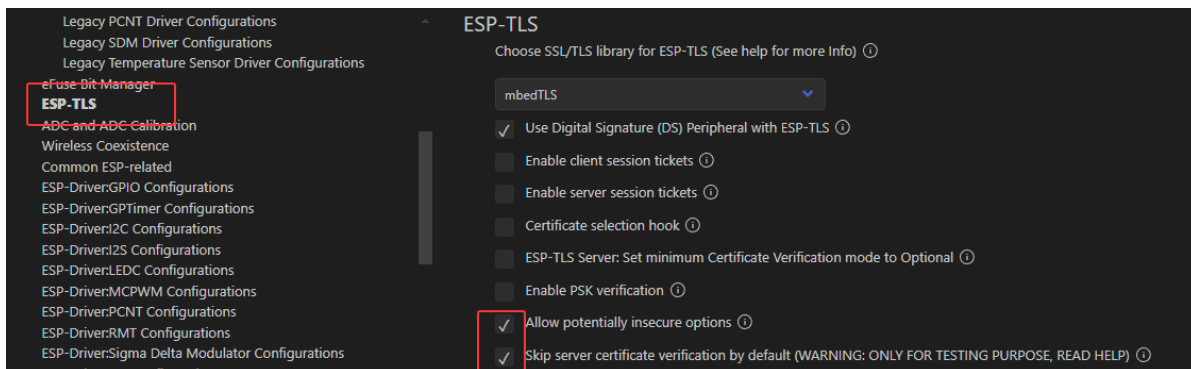 Legacy PCNT Driver Configurations
Legacy SDM Driver Configurations
Legacy Temperature Sensor Driver Configurations
eFuse Bit Manager
ESP-TLS
ADC and ADC Calibration
Wireless Coexistence
Common ESP-related
ESP-Driver:GPIO Configurations
ESP-Driver:GPTimer Configurations
ESP-Driver:I2C Configurations
ESP-Driver:I2S Configurations
ESP-Driver:LEDC Configurations
ESP-Driver:MCPWM Configurations
ESP-Driver:PCNT Configurations
ESP-Driver:RMT Configurations
ESP-Driver:Sigma Delta Modulator Configurations
ESP-TLS
Choose SSL/TLS library for ESP-TLS (See help for more Info)
mbedTLS
Use Digital Signature (DS) Peripheral with ESP-TLS
Enable client session tickets
Enable server session tickets
Certificate selection hook
ESP-TLS Server: Set minimum Certificate Verification mode to Optional
Enable PSK verification
Allow potentially insecure options
Skip server certificate verification by default (WARNING: ONLY FOR TESTING PURPOSE, READ HELP)